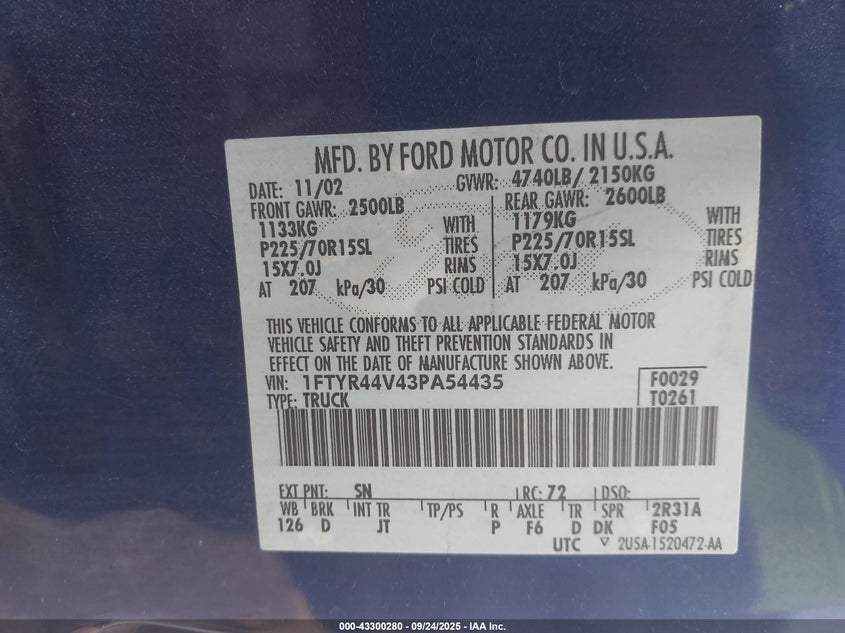 MFD. BY FORD MOTOR CO. IN U.S.A.
DATE: 11/02 GVWR: 4740LB/ 2150KG
FRONT GAWR: 2500LB REAR GAWR: 2600LB
1133KG WITH 1179KG WITH
P225/70R15SL TIRES P225/70R15SL TIRES
15X7.0J RIMS 15X7.0J RIMS
AT 207 kPa/30 PSI COLD AT 207 kPa/30 PSI COLD
THIS VEHICLE CONFORMS TO ALL APPLICABLE FEDERAL MOTOR
VEHICLE SAFETY AND THEFT PREVENTION STANDARDS IN
EFFECT ON THE DATE OF MANUFACTURE SHOWN ABOVE.
VIN: 1FTYR44V43PA54435 F0029
TYPE: TRUCK T0261
EXT PNT: SN RC: 72 DSO:
WB BRK INT TR TP/PS R AXLE TR SPR 2R31A
126 D JT P F6 D DK F05
UTC ▽ 2U5A-1520472-AA
000-43300280 - 09/24/2025 - IAA Inc.